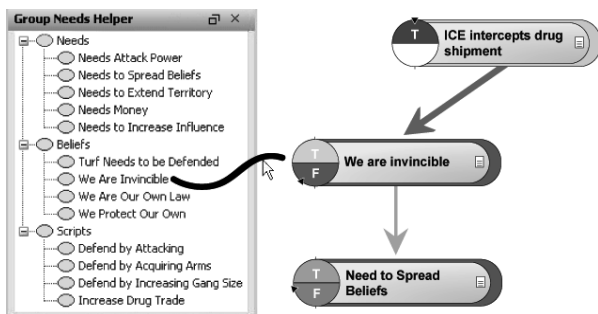 Group Needs Helper
Needs
Needs Attack Power
Needs to Spread Beliefs
Needs to Extend Territory
Needs Money
Needs to Increase Influence
Beliefs
Turf Needs to be Defended
We Are Invincible
We Are Our Own Law
We Protect Our Own
Scripts
Defend by Attacking
Defend by Acquiring Arms
Defend by Increasing Gang Size
Increase Drug Trade
T
ICE intercepts drug
shipment
T
F
We are invincible
T
F
Need to Spread
Beliefs